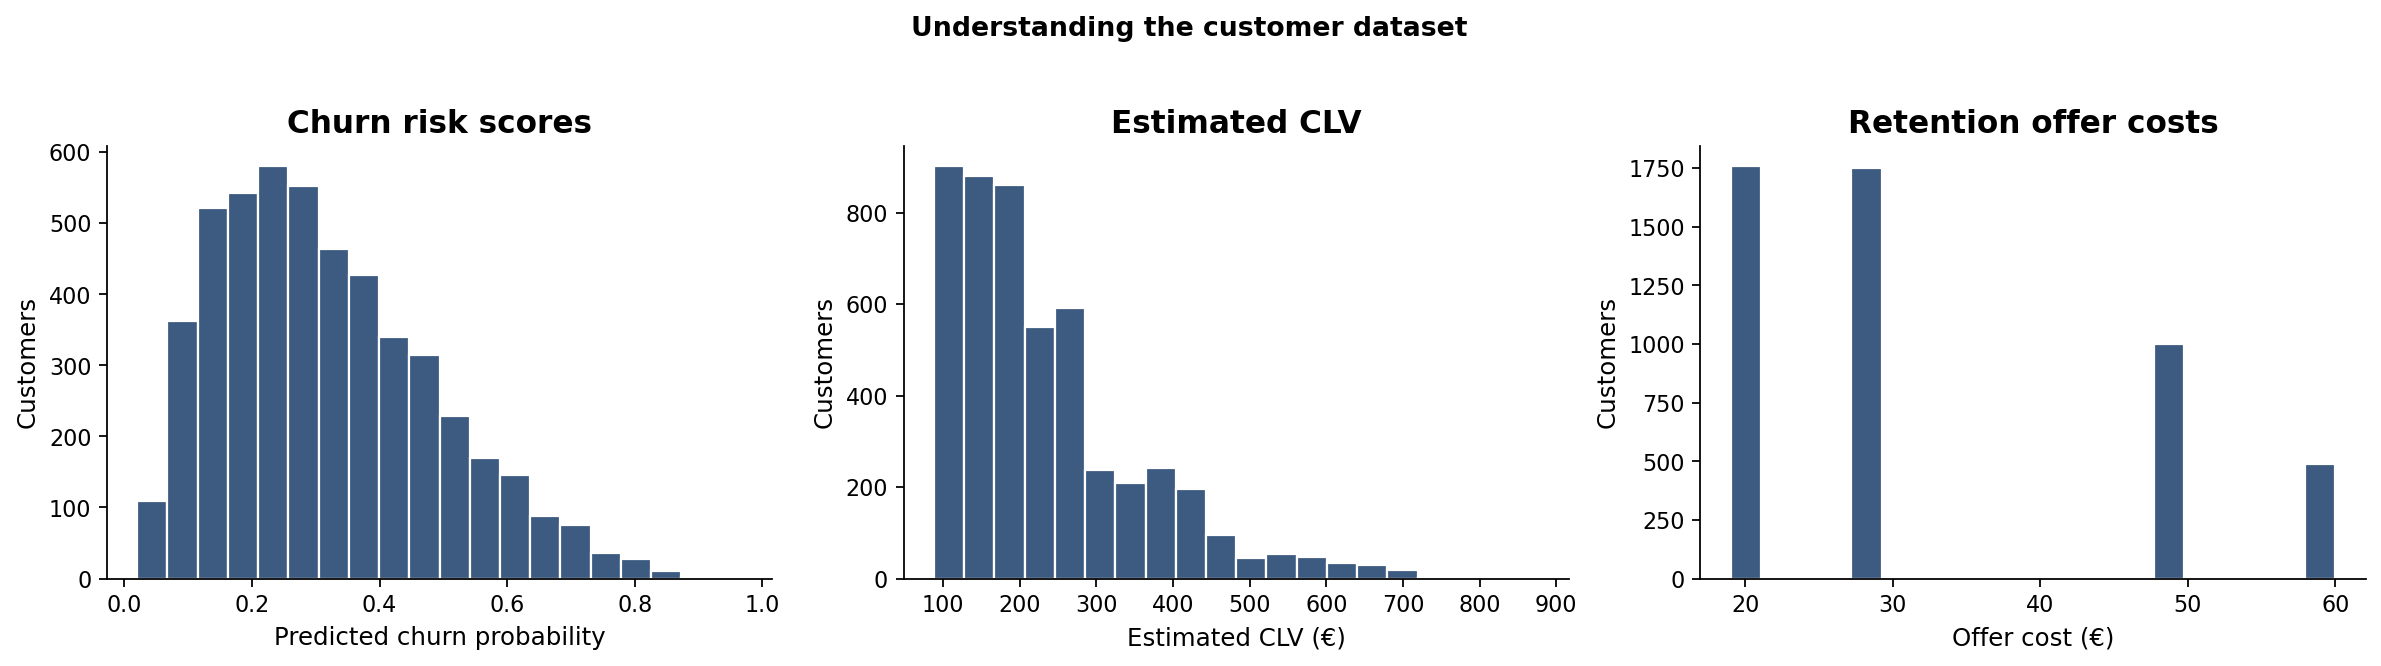 Understanding the customer dataset
Churn risk scores
600
500
400
300
200
100
0
Customers
0.0 0.2 0.4 0.6 0.8 1.0
Predicted churn probability
Estimated CLV
800
600
400
200
0
Customers
100 200 300 400 500 600 700 800 900
Estimated CLV (€)
Retention offer costs
1750
1500
1250
1000
750
500
250
0
Customers
20 30 40 50 60
Offer cost (€)